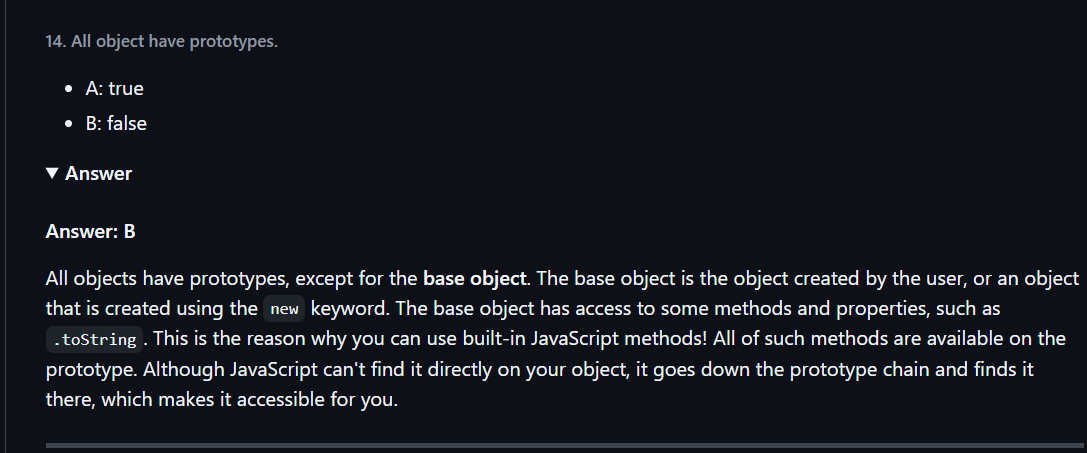 14. All object have prototypes.
A: true
B: false
▼ Answer
Answer: B
All objects have prototypes, except for the base object. The base object is the object created by the user, or an object
that is created using the new keyword. The base object has access to some methods and properties, such as
.toString. This is the reason why you can use built-in JavaScript methods! All of such methods are available on the
prototype. Although JavaScript can't find it directly on your object, it goes down the prototype chain and finds it
there, which makes it accessible for you.